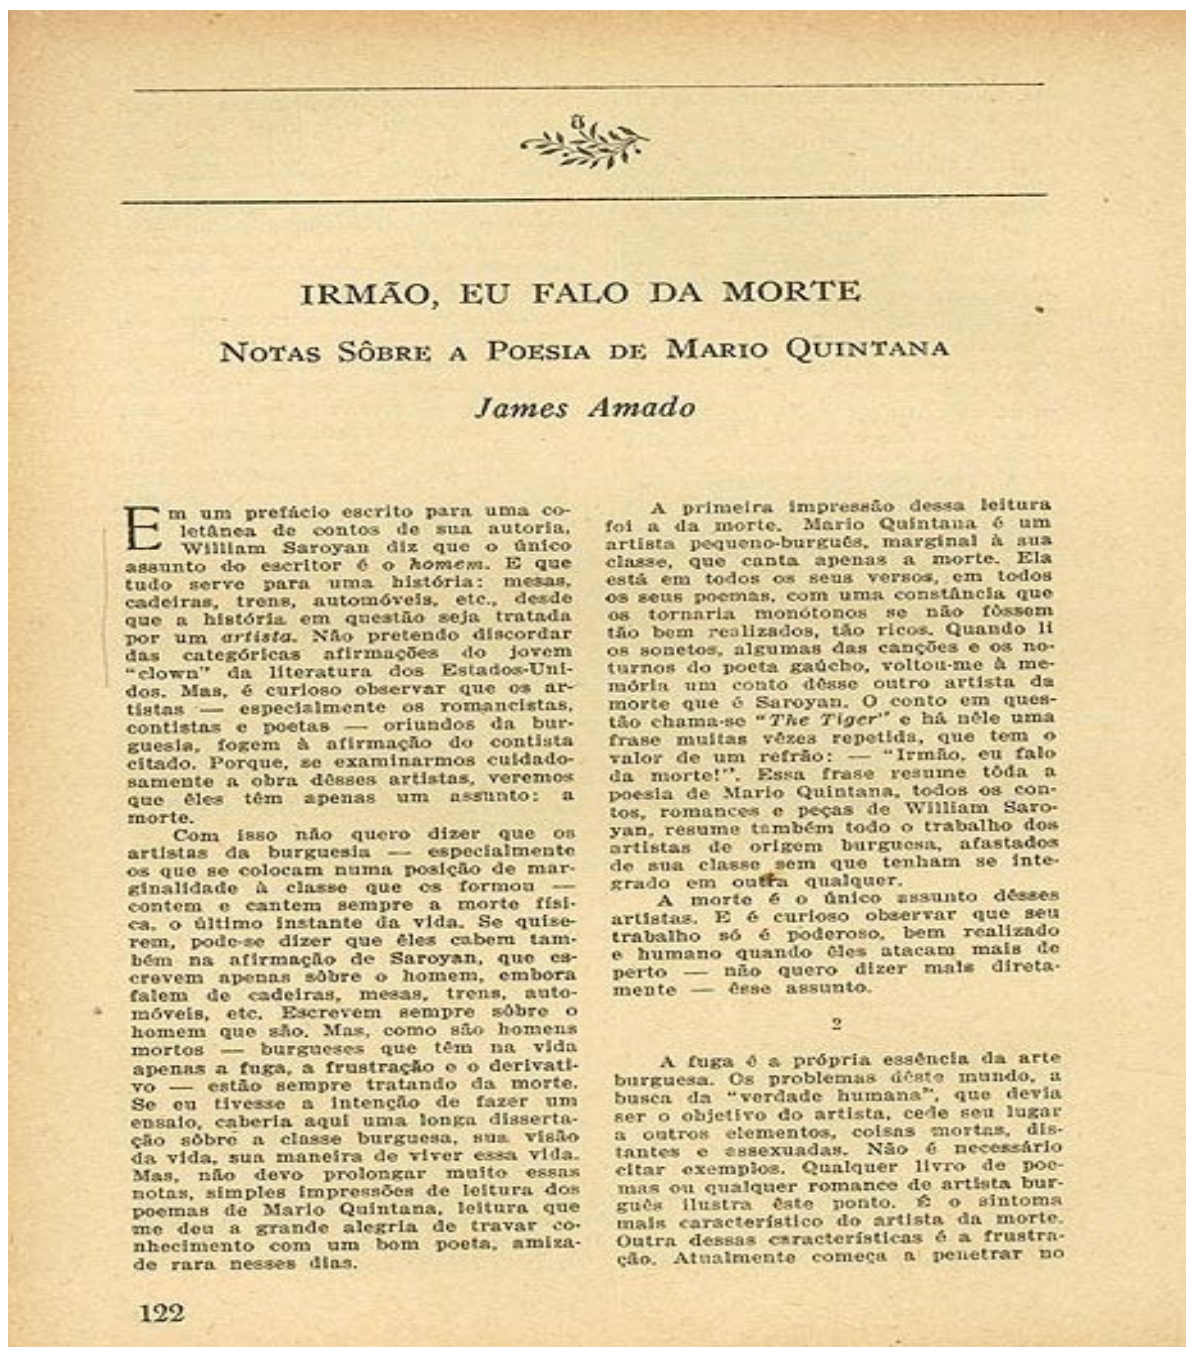 IRMÃO, EU FALO DA MORTE
NOTAS SÔBRE A POESIA DE MARIO QUINTANA
James Amado
Em um prefácio escrito para uma co-
letânea de contos de sua autoria,
William Saroyan diz que o único
assunto do escritor é o homem. E que
tudo serve para uma história: mesas,
cadeiras, trens, automóveis, etc., desde
que a história em questão seja tratada
por um artista. Não pretendo discordar
das categóricas afirmações do jovem
"clown" da literatura dos Estados-Uni-
dos. Mas, é curioso observar que os ar-
tistas — especialmente os romancistas,
contistas e poetas — oriundos da bur-
guesia, fogem à afirmação do contista
citado. Porque, se examinarmos cuidado-
samente a obra dêsses artistas, veremos
que êles têm apenas um assunto: a
morte.
Com isso não quero dizer que os
artistas da burguesia — especialmente
os que se colocam numa posição de mar-
ginalidade à classe que os formou —
contem e cantem sempre a morte físi-
ca, o último instante da vida. Se quise-
rem, pode-se dizer que êles cabem tam-
bém na afirmação de Saroyan, que es-
crevem apenas sôbre o homem, embora
falem de cadeiras, mesas, trens, auto-
móveis, etc. Escrevem sempre sôbre o
homem que são. Mas, como são homens
mortos — burgueses que têm na vida
apenas a fuga, a frustração e o derivati-
vo — estão sempre tratando da morte.
Se eu tivesse a intenção de fazer um
ensaio, caberia aqui uma longa disserta-
ção sôbre a classe burguesa, sua visão
da vida, sua maneira de viver essa vida.
Mas, não devo prolongar muito essas
notas, simples impressões de leitura dos
poemas de Mario Quintana, leitura que
me deu a grande alegria de travar co-
nhecimento com um bom poeta, amiza-
de rara nesses dias.
A primeira impressão dessa leitura
foi a da morte. Mario Quintana é um
artista pequeno-burguês, marginal à sua
classe, que canta apenas a morte. Ela
está em todos os seus versos, em todos
os seus poemas, com uma constância que
os tornaria monótonos se não fôssem
tão bem realizados, tão ricos. Quando li
os sonetos, algumas das canções e os no-
turnos do poeta gaúcho, voltou-me à me-
mória um conto dêsse outro artista da
morte que é Saroyan. O conto em ques-
tão chama-se "The Tiger" e há nêle uma
frase muitas vêzes repetida, que tem o
valor de um refrão: — "Irmão, eu falo
da morte!". Essa frase resume tôda a
poesia de Mario Quintana, todos os con-
tos, romances e peças de William Saro-
yan, resume também todo o trabalho dos
artistas de origem burguesa, afastados
de sua classe sem que tenham se inte-
grado em outra qualquer.
A morte é o único assunto dêsses
artistas. E é curioso observar que seu
trabalho só é poderoso, bem realizado
e humano quando êles atacam mais de
perto — não quero dizer mais direta-
mente — êsse assunto.
2
A fuga é a própria essência da arte
burguesa. Os problemas dêste mundo, a
busca da "verdade humana", que devia
ser o objetivo do artista, cede seu lugar
a outros elementos, coisas mortas, dis-
tantes e assexuadas. Não é necessário
citar exemplos. Qualquer livro de poe-
mas ou qualquer romance de artista bur-
guês ilustra êste ponto. É o sintoma
mais característico do artista da morte.
Outra dessas características é a frustra-
ção. Atualmente começa a penetrar no
122